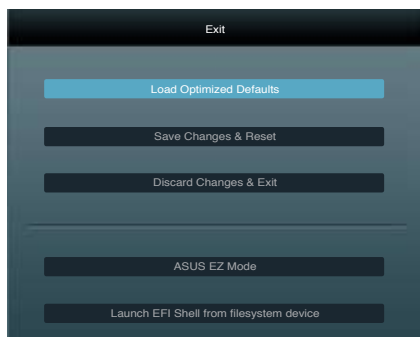 Exit
Load Optimized Defaults
Save Changes & Reset
Discard Changes & Exit
ASUS EZ Mode
Launch EFI Shell from filesystem device